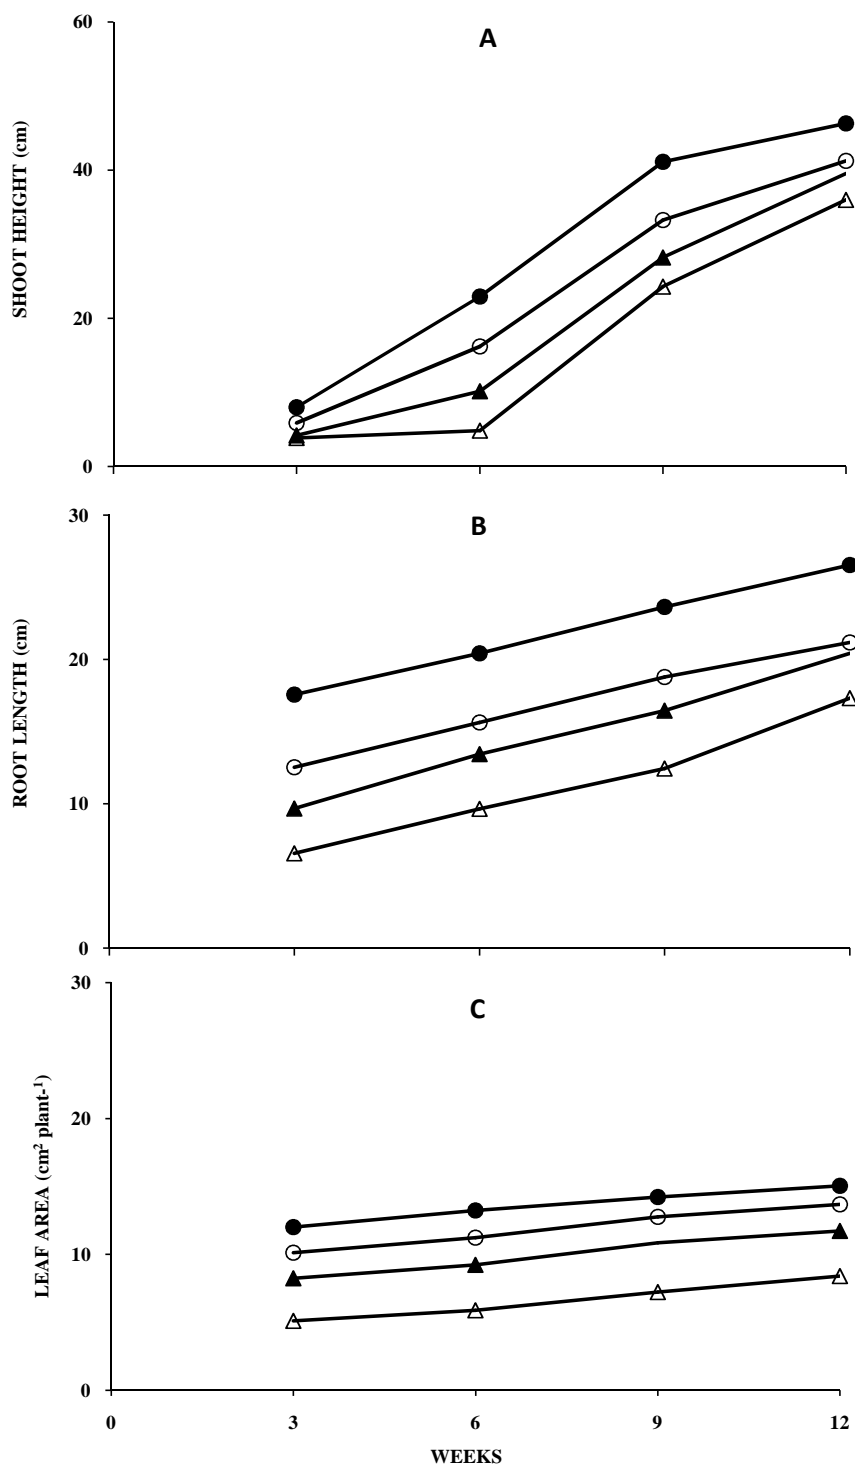 A
SHOOT HEIGHT (cm)
60
40
20
0
B
ROOT LENGTH (cm)
30
20
10
0
C
LEAF AREA (cm² plant-¹)
30
20
10
0
0 3 6 9 12
WEEKS